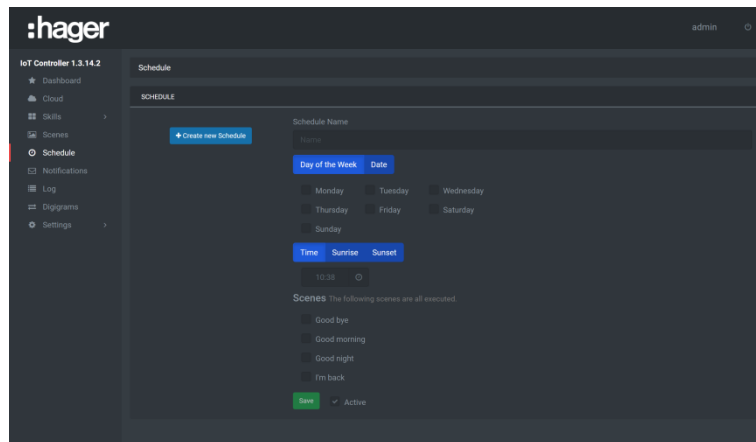 :hager
admin
IoT Controller 1.3.14.2
Dashboard
Cloud
Skills
Scenes
Schedule
Notifications
Log
Digigrams
Settings
Schedule
SCHEDULE
+ Create new Schedule
Schedule Name
Name
Day of the Week Date
Monday Tuesday Wednesday
Thursday Friday Saturday
Sunday
Time Sunrise Sunset
10:38
Scenes The following scenes are all executed:
Good bye
Good morning
Good night
I'm back
Save Active